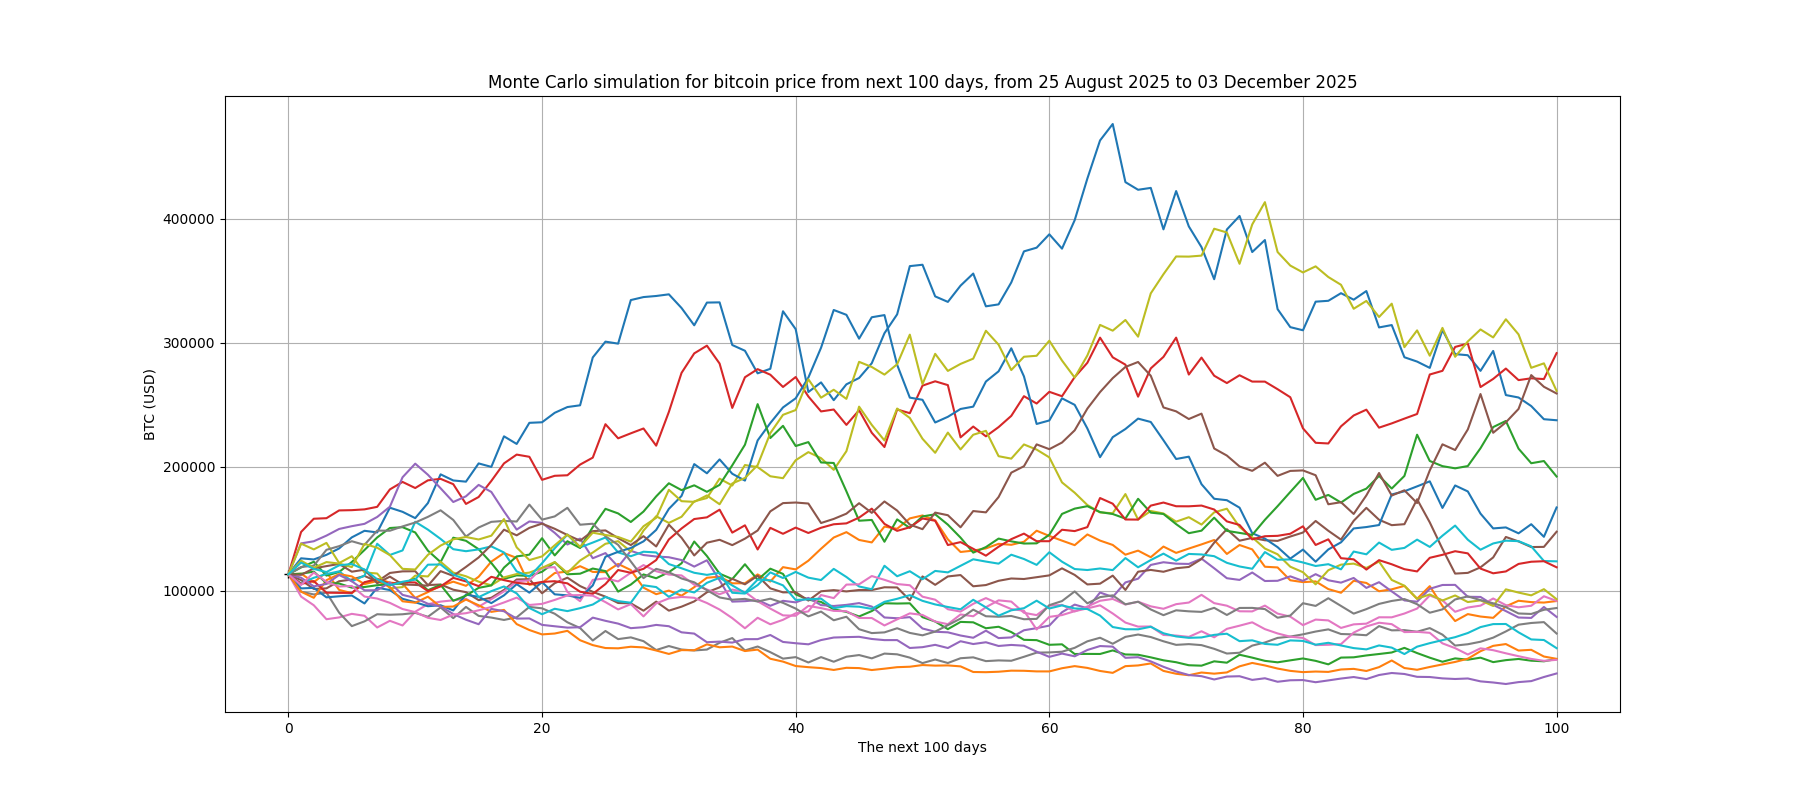 Monte Carlo simulation for bitcoin price from next 100 days, from 25 August 2025 to 03 December 2025
400000
300000
200000
100000
BTC (USD)
0 20 40 60 80 100
The next 100 days